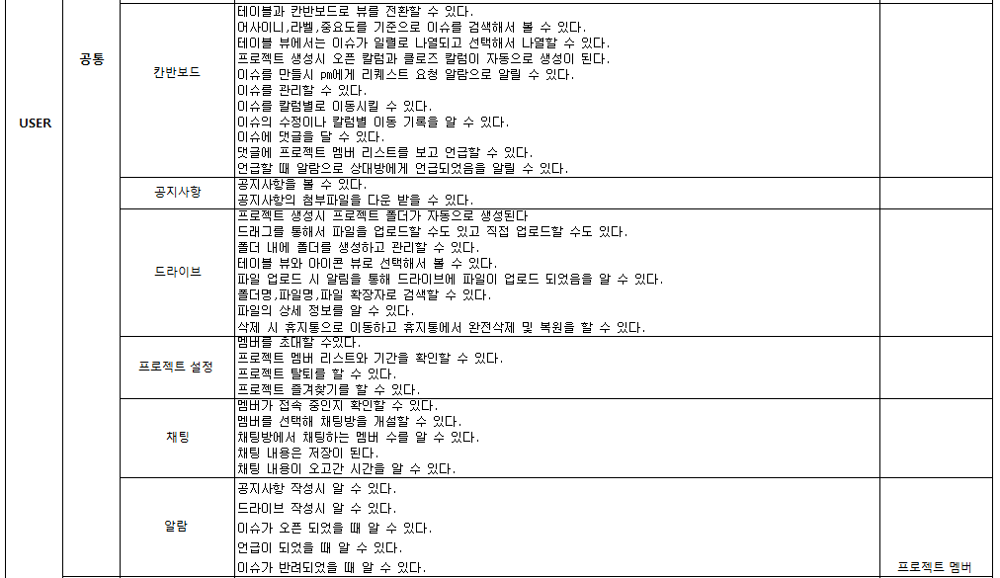 USER
공통
칸반보드
테이블과 칸반보드로 뷰를 전환할 수 있다.
어사이니,라벨,중요도를 기준으로 이슈를 검색해서 볼 수 있다.
테이블 뷰에서는 이슈가 일렬로 나열되고 선택해서 나열할 수 있다.
프로젝트 생성시 오픈 칼럼과 클로즈 칼럼이 자동으로 생성이 된다.
이슈를 만들시 pm에게 리퀘스트 요청 알람으로 알릴 수 있다.
이슈를 관리할 수 있다.
이슈를 칼럼별로 이동시킬 수 있다.
이슈의 수정이나 칼럼별 이동 기록을 알 수 있다.
이슈에 댓글을 달 수 있다.
댓글에 프로젝트 멤버 리스트를 보고 언급할 수 있다.
언급할 때 알람으로 상대방에게 언급되었음을 알릴 수 있다.
공지사항
공지사항을 볼 수 있다.
공지사항의 첨부파일을 다운 받을 수 있다.
드라이브
프로젝트 생성시 프로젝트 폴더가 자동으로 생성된다
드래그를 통해서 파일을 업로드할 수도 있고 직접 업로드할 수도 있다.
폴더 내에 폴더를 생성하고 관리할 수 있다.
테이블 뷰와 아이콘 뷰로 선택해서 볼 수 있다.
파일 업로드 시 알림을 통해 드라이브에 파일이 업로드 되었음을 알 수 있다.
폴더명,파일명,파일 확장자로 검색할 수 있다.
파일의 상세 정보를 알 수 있다.
삭제 시 휴지통으로 이동하고 휴지통에서 완전삭제 및 복원을 할 수 있다.
프로젝트 설정
멤버를 초대할 수있다.
프로젝트 멤버 리스트와 기간을 확인할 수 있다.
프로젝트 탈퇴를 할 수 있다.
프로젝트 즐겨찾기를 할 수 있다.
채팅
멤버가 접속 중인지 확인할 수 있다.
멤버를 선택해 채팅방을 개설할 수 있다.
채팅방에서 채팅하는 멤버 수를 알 수 있다.
채팅 내용은 저장이 된다.
채팅 내용이 오고간 시간을 알 수 있다.
알람
공지사항 작성시 알 수 있다.
드라이브 작성시 알 수 있다.
이슈가 오픈 되었을 때 알 수 있다.
언급이 되었을 때 알 수 있다.
이슈가 반려되었을 때 알 수 있다.
프로젝트 멤버